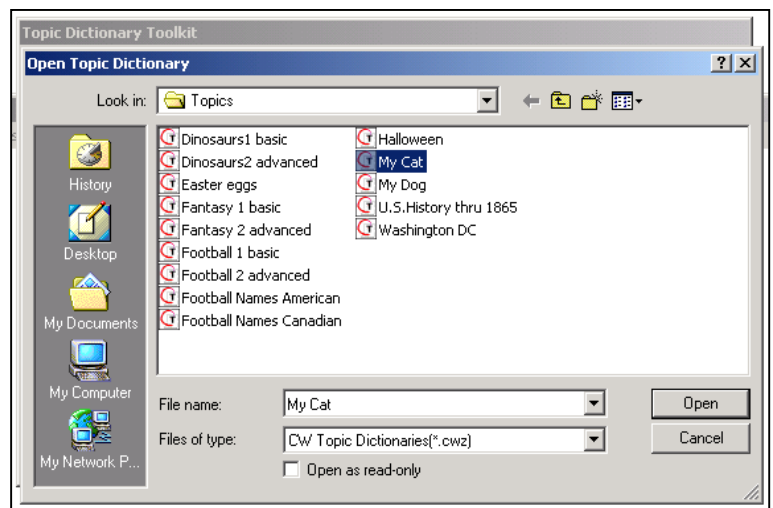 Topic Dictionary Toolkit
Open Topic Dictionary
Look in:
Topics
History
Desktop
My Documents
My Computer
My Network P...
Dinosaurs1 basic
Dinosaurs2 advanced
Easter eggs
Fantasy 1 basic
Fantasy 2 advanced
Football 1 basic
Football 2 advanced
Football Names American
Football Names Canadian
Halloween
My Cat
My Dog
U.S.History thru 1865
Washington DC
File name:
My Cat
Open
Files of type:
CW Topic Dictionaries(*.cwz)
Cancel
Open as read-only